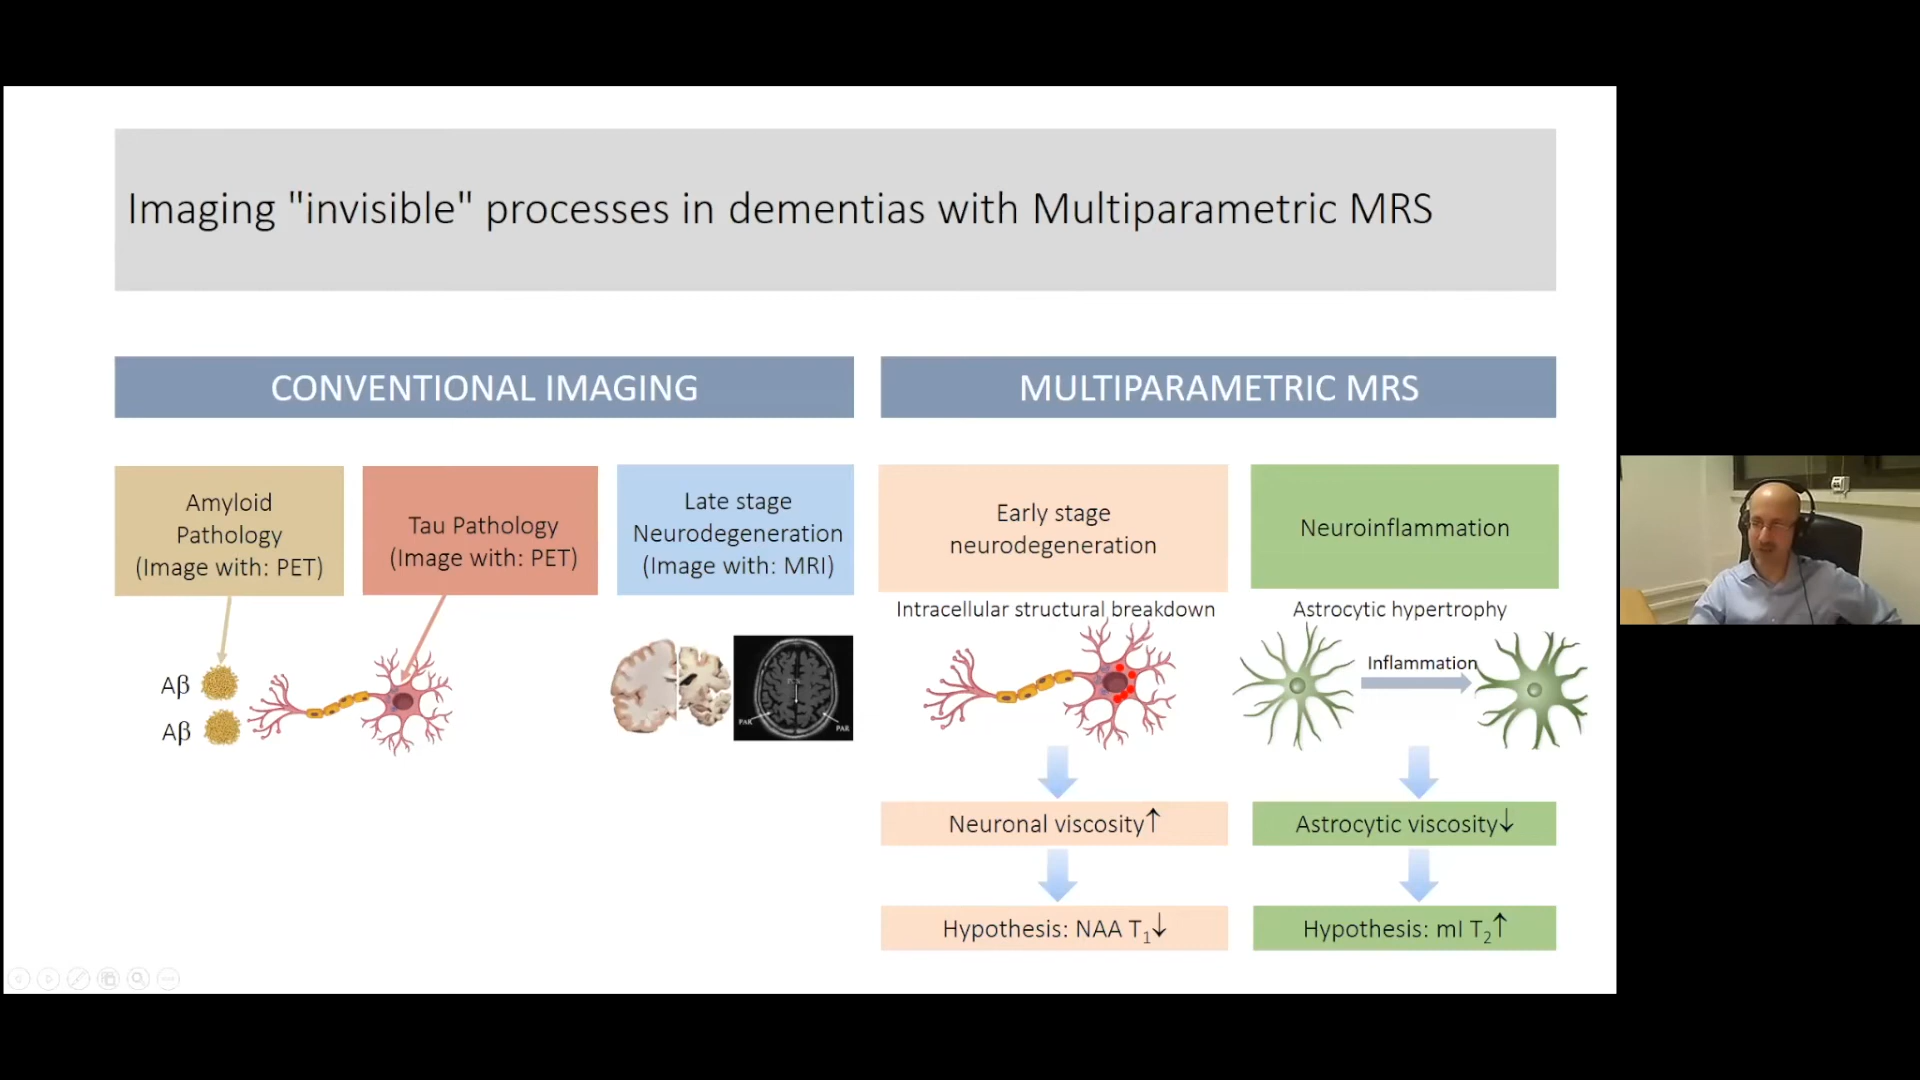 Imaging "invisible" processes in dementias with Multiparametric MRS
CONVENTIONAL IMAGING
MULTIPARAMETRIC MRS
Amyloid
Pathology
(Image with: PET)
Tau Pathology
(Image with: PET)
Late stage
Neurodegeneration
(Image with: MRI)
Early stage
neurodegeneration
Neuroinflammation
Intracellular structural breakdown
Astrocytic hypertrophy
Inflammation
Aβ
Aβ
PAR
PAR
Neuronal viscosity↑
Astrocytic viscosity↓
Hypothesis: NAA T₁↓
Hypothesis: mI T₂↑